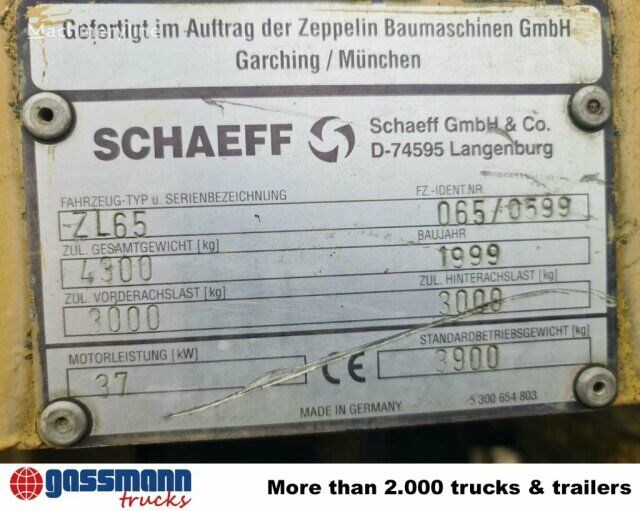 Gefertigt im Auftrag der Zeppelin Baumaschinen GmbH
Garching / München
SCHAEFF
Schaeff GmbH & Co.
D-74595 Langenburg
FAHRZEUG-TYP u. SERIENBEZEICHNUNG
FZ.-IDENT.NR.
ZL65
065/0599
ZUL. GESAMTGEWICHT [kg]
BAUJAHR
4300
1999
ZUL. VORDERACHSLAST [kg]
ZUL. HINTERACHSLAST [kg]
3000
3000
MOTORLEISTUNG [kW]
STANDARDBETRIEBSGEWICHT [kg]
37
CE
3900
MADE IN GERMANY
5 300 654 803
gassmann
trucks
More than 2.000 trucks & trailers